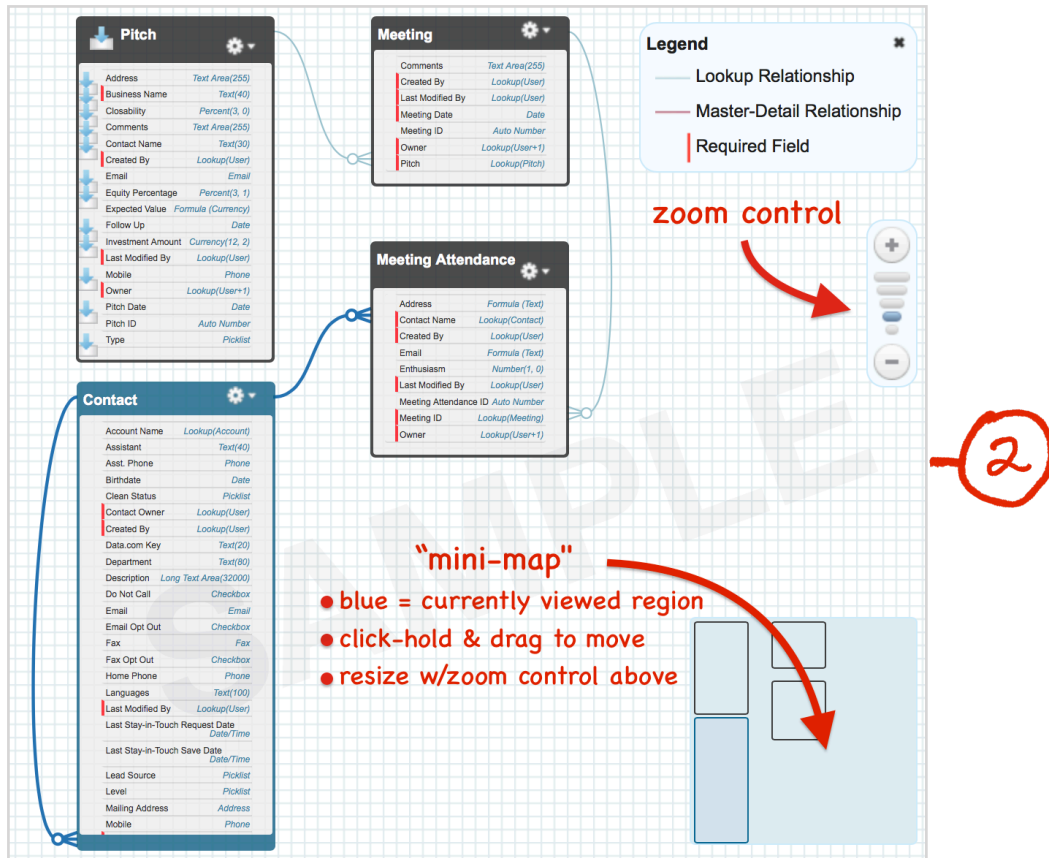 Pitch
Address Text Area(255)
Business Name Text(40)
Closability Percent(3, 0)
Comments Text Area(255)
Contact Name Text(30)
Created By Lookup(User)
Email Email
Equity Percentage Percent(3, 1)
Expected Value Formula (Currency)
Follow Up Date
Investment Amount Currency(12, 2)
Last Modified By Lookup(User)
Mobile Phone
Owner Lookup(User+1)
Pitch Date Date
Pitch ID Auto Number
Type Picklist
Meeting
Comments Text Area(255)
Created By Lookup(User)
Last Modified By Lookup(User)
Meeting Date Date
Meeting ID Auto Number
Owner Lookup(User+1)
Pitch Lookup(Pitch)
Legend
Lookup Relationship
Master-Detail Relationship
Required Field
zoom control
Meeting Attendance
Address Formula (Text)
Contact Name Lookup(Contact)
Created By Lookup(User)
Email Formula (Text)
Enthusiasm Number(1, 0)
Last Modified By Lookup(User)
Meeting Attendance ID Auto Number
Meeting ID Lookup(Meeting)
Owner Lookup(User+1)
Contact
Account Name Lookup(Account)
Assistant Text(40)
Asst. Phone Phone
Birthdate Date
Clean Status Picklist
Contact Owner Lookup(User)
Created By Lookup(User)
Data.com Key Text(20)
Department Text(80)
Description Long Text Area(32000)
Do Not Call Checkbox
Email Email
Email Opt Out Checkbox
Fax Fax
Fax Opt Out Checkbox
Home Phone Phone
Languages Text(100)
Last Modified By Lookup(User)
Last Stay-in-Touch Request Date
Date/Time
Last Stay-in-Touch Save Date
Date/Time
Lead Source Picklist
Level Picklist
Mailing Address Address
Mobile Phone
"mini-map"
• blue = currently viewed region
• click-hold & drag to move
• resize w/zoom control above
2
SAMPLE